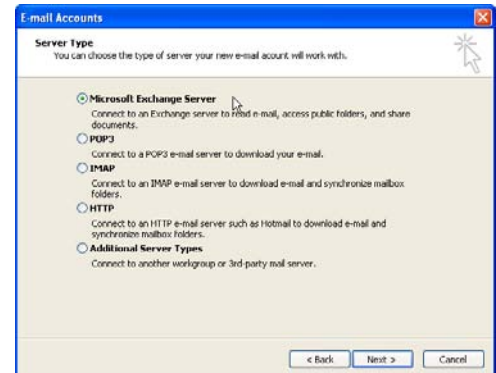 E-mail Accounts
Server Type
You can choose the type of server your new e-mail acount will work with.
Microsoft Exchange Server
Connect to an Exchange server to read e-mail, access public folders, and share
documents.
POP3
Connect to a POP3 e-mail server to download your e-mail.
IMAP
Connect to an IMAP e-mail server to download e-mail and synchronize mailbox
folders.
HTTP
Connect to an HTTP e-mail server such as Hotmail to download e-mail and
synchronize mailbox folders.
Additional Server Types
Connect to another workgroup or 3rd-party mail server.
< Back Next > Cancel